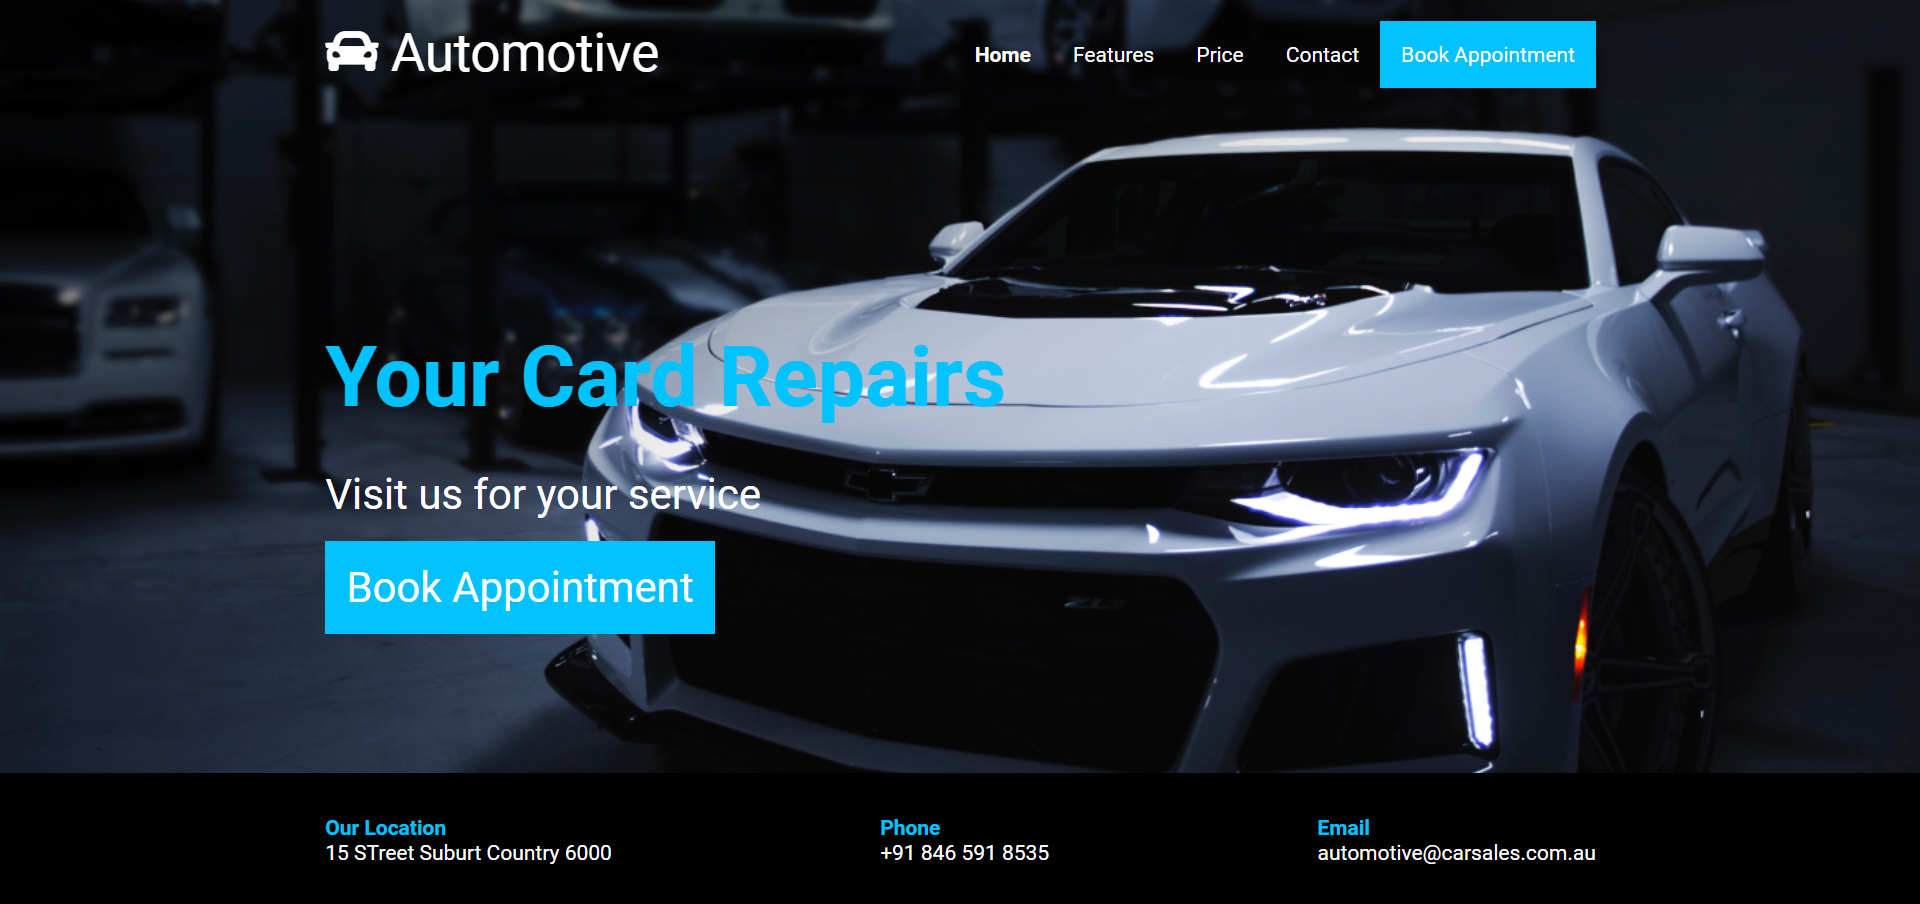 Automotive
Home Features Price Contact Book Appointment
Your Card Repairs
Visit us for your service
Book Appointment
ZL1
Our Location Phone Email
15 STreet Suburt Country 6000 +91 846 591 8535 automotive@carsales.com.au